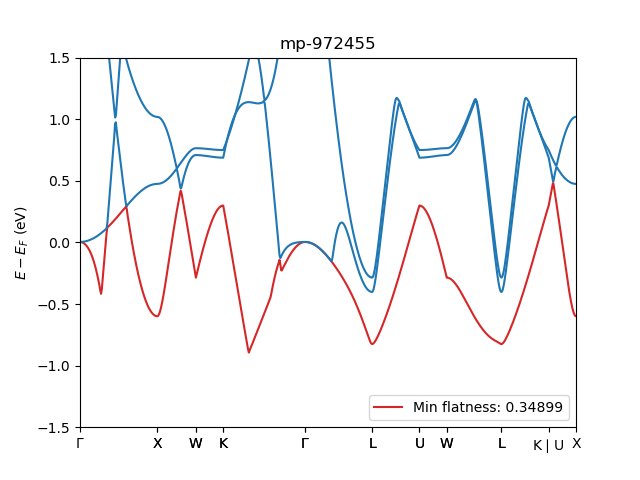 mp-972455
E − E_F (eV)
1.5
1.0
0.5
0.0
−0.5
−1.0
−1.5
Min flatness: 0.34899
Γ X W K Γ L U W L K | U X